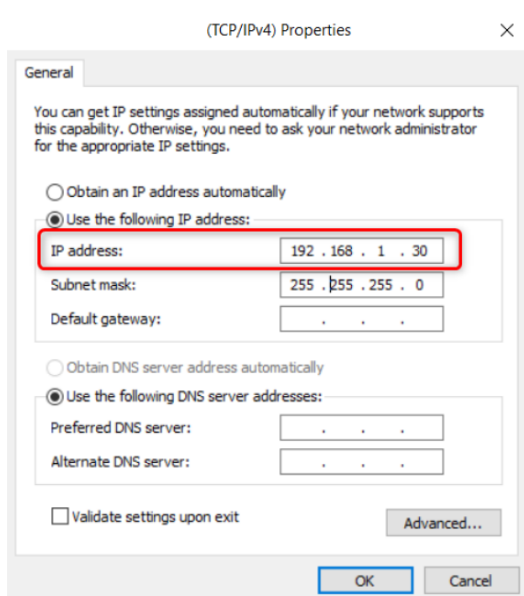 (TCP/IPv4) Properties
General
You can get IP settings assigned automatically if your network supports
this capability. Otherwise, you need to ask your network administrator
for the appropriate IP settings.
Obtain an IP address automatically
Use the following IP address:
IP address: 192 . 168 . 1 . 30
Subnet mask: 255 . 255 . 255 . 0
Default gateway: . . .
Obtain DNS server address automatically
Use the following DNS server addresses:
Preferred DNS server: . . .
Alternate DNS server: . . .
Validate settings upon exit
Advanced...
OK Cancel